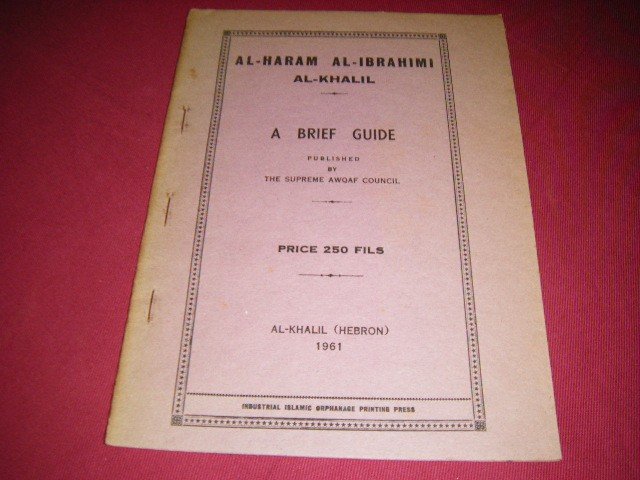 AL-HARAM AL-IBRAHIMI
AL-KHALIL
A BRIEF GUIDE
PUBLISHED
BY
THE SUPREME AWQAF COUNCIL
PRICE 250 FILS
AL-KHALIL (HEBRON)
1961
INDUSTRIAL ISLAMIC ORPHANAGE PRINTING PRESS